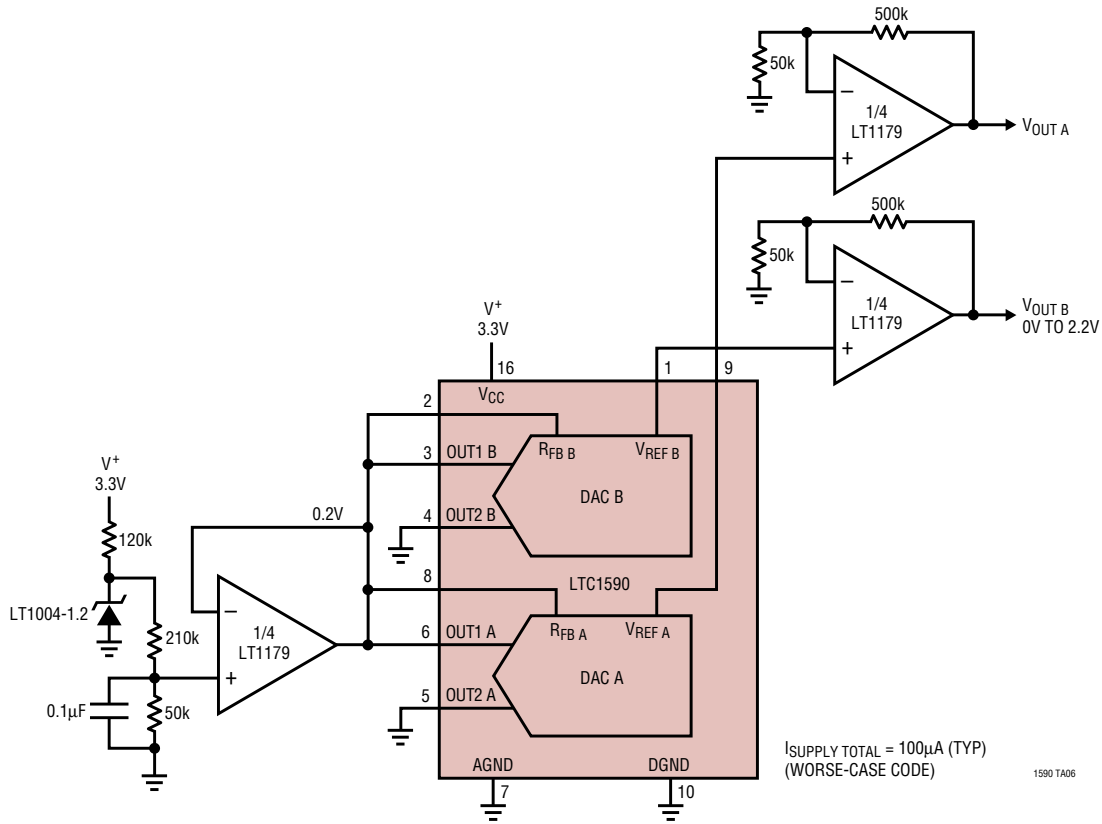 500k
50k
1/4
LT1179
V_OUT A
500k
50k
1/4
LT1179
V_OUT B
0V TO 2.2V
V+
3.3V
16
1
9
V_CC
2
R_FB B
V_REF B
3
OUT1 B
DAC B
4
OUT2 B
V+
3.3V
0.2V
120k
LT1004-1.2
210k
1/4
LT1179
0.1µF
50k
8
LTC1590
R_FB A
V_REF A
6
OUT1 A
DAC A
5
OUT2 A
AGND
DGND
7
10
I_SUPPLY TOTAL = 100µA (TYP)
(WORSE-CASE CODE)
1590 TA06